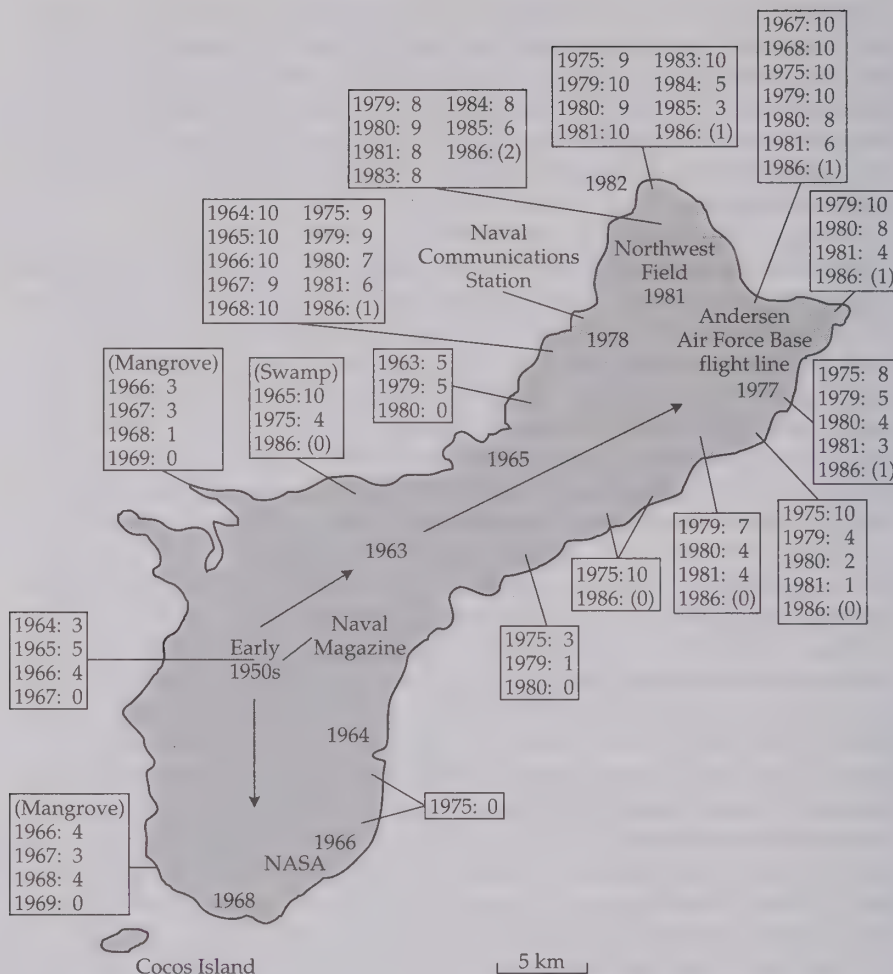 1967: 10
1968: 10
1975: 10
1979: 10
1980: 8
1981: 6
1986: (1)
1975: 9 1983: 10
1979: 10 1984: 5
1980: 9 1985: 3
1981: 10 1986: (1)
1979: 8 1984: 8
1980: 9 1985: 6
1981: 8 1986: (2)
1983: 8
1982
1979: 10
1980: 8
1981: 4
1986: (1)
1964: 10 1975: 9
1965: 10 1979: 9
1966: 10 1980: 7
1967: 9 1981: 6
1968: 10 1986: (1)
Naval
Communications
Station
Northwest
Field
1981
Andersen
Air Force Base
flight line
1977
1978
(Mangrove)
1966: 3
1967: 3
1968: 1
1969: 0
(Swamp)
1965: 10
1975: 4
1986: (0)
1963: 5
1979: 5
1980: 0
1975: 8
1979: 5
1980: 4
1981: 3
1986: (1)
1965
1963
1975: 10
1986: (0)
1979: 7
1980: 4
1981: 4
1986: (0)
1975: 10
1979: 4
1980: 2
1981: 1
1986: (0)
1964: 3
1965: 5
1966: 4
1967: 0
Early
1950s
Naval
Magazine
1975: 3
1979: 1
1980: 0
1964
1975: 0
(Mangrove)
1966: 4
1967: 3
1968: 4
1969: 0
1966
NASA
1968
Cocos Island
5 km